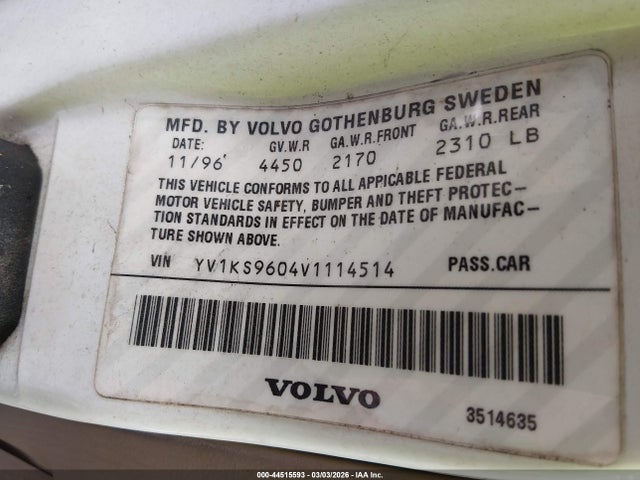 MFD. BY VOLVO GOTHENBURG SWEDEN
DATE: GV.W.R GA.W.R.FRONT GA.W.R.REAR
11/96' 4450 2170 2310 LB
THIS VEHICLE CONFORMS TO ALL APPLICABLE FEDERAL
MOTOR VEHICLE SAFETY, BUMPER AND THEFT PROTEC-
TION STANDARDS IN EFFECT ON THE DATE OF MANUFAC-
TURE SHOWN ABOVE.
VIN YV1KS9604V1114514 PASS.CAR
VOLVO
3514635
000-44515593 | 03/03/2026 - IAA Inc.